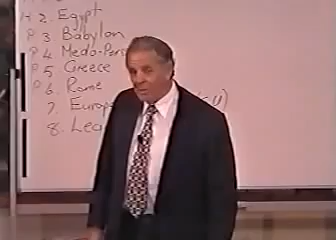 H 2. Egypt
P 3. Babylon
P 4. Medo-Pers
P 5. Greece
P 6. Rome
7. Europ
8. Lea